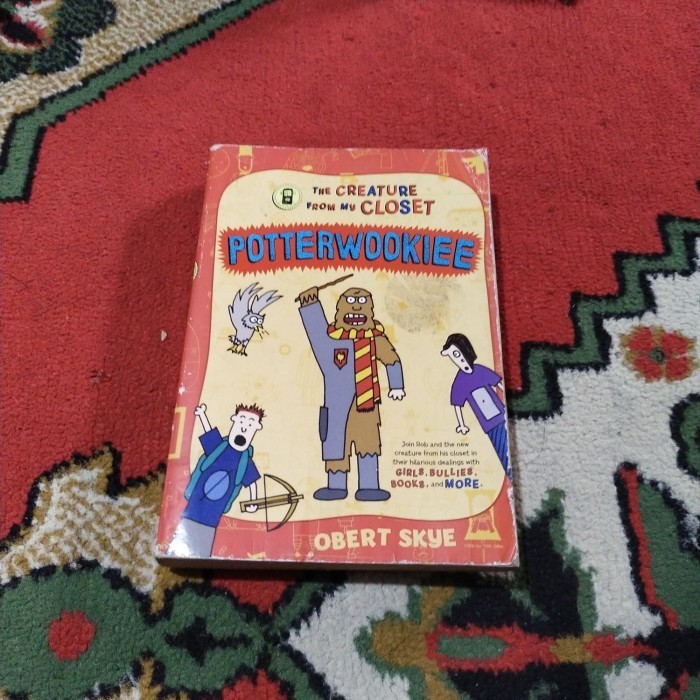 THE CREATURE
FROM MY CLOSET
POTTERWOOKIEE
Join Rob and the new
creature from his closet in
their hilarious dealings with
GIRLS, BULLIES,
BOOKS, and MORE.
OBERT SKYE